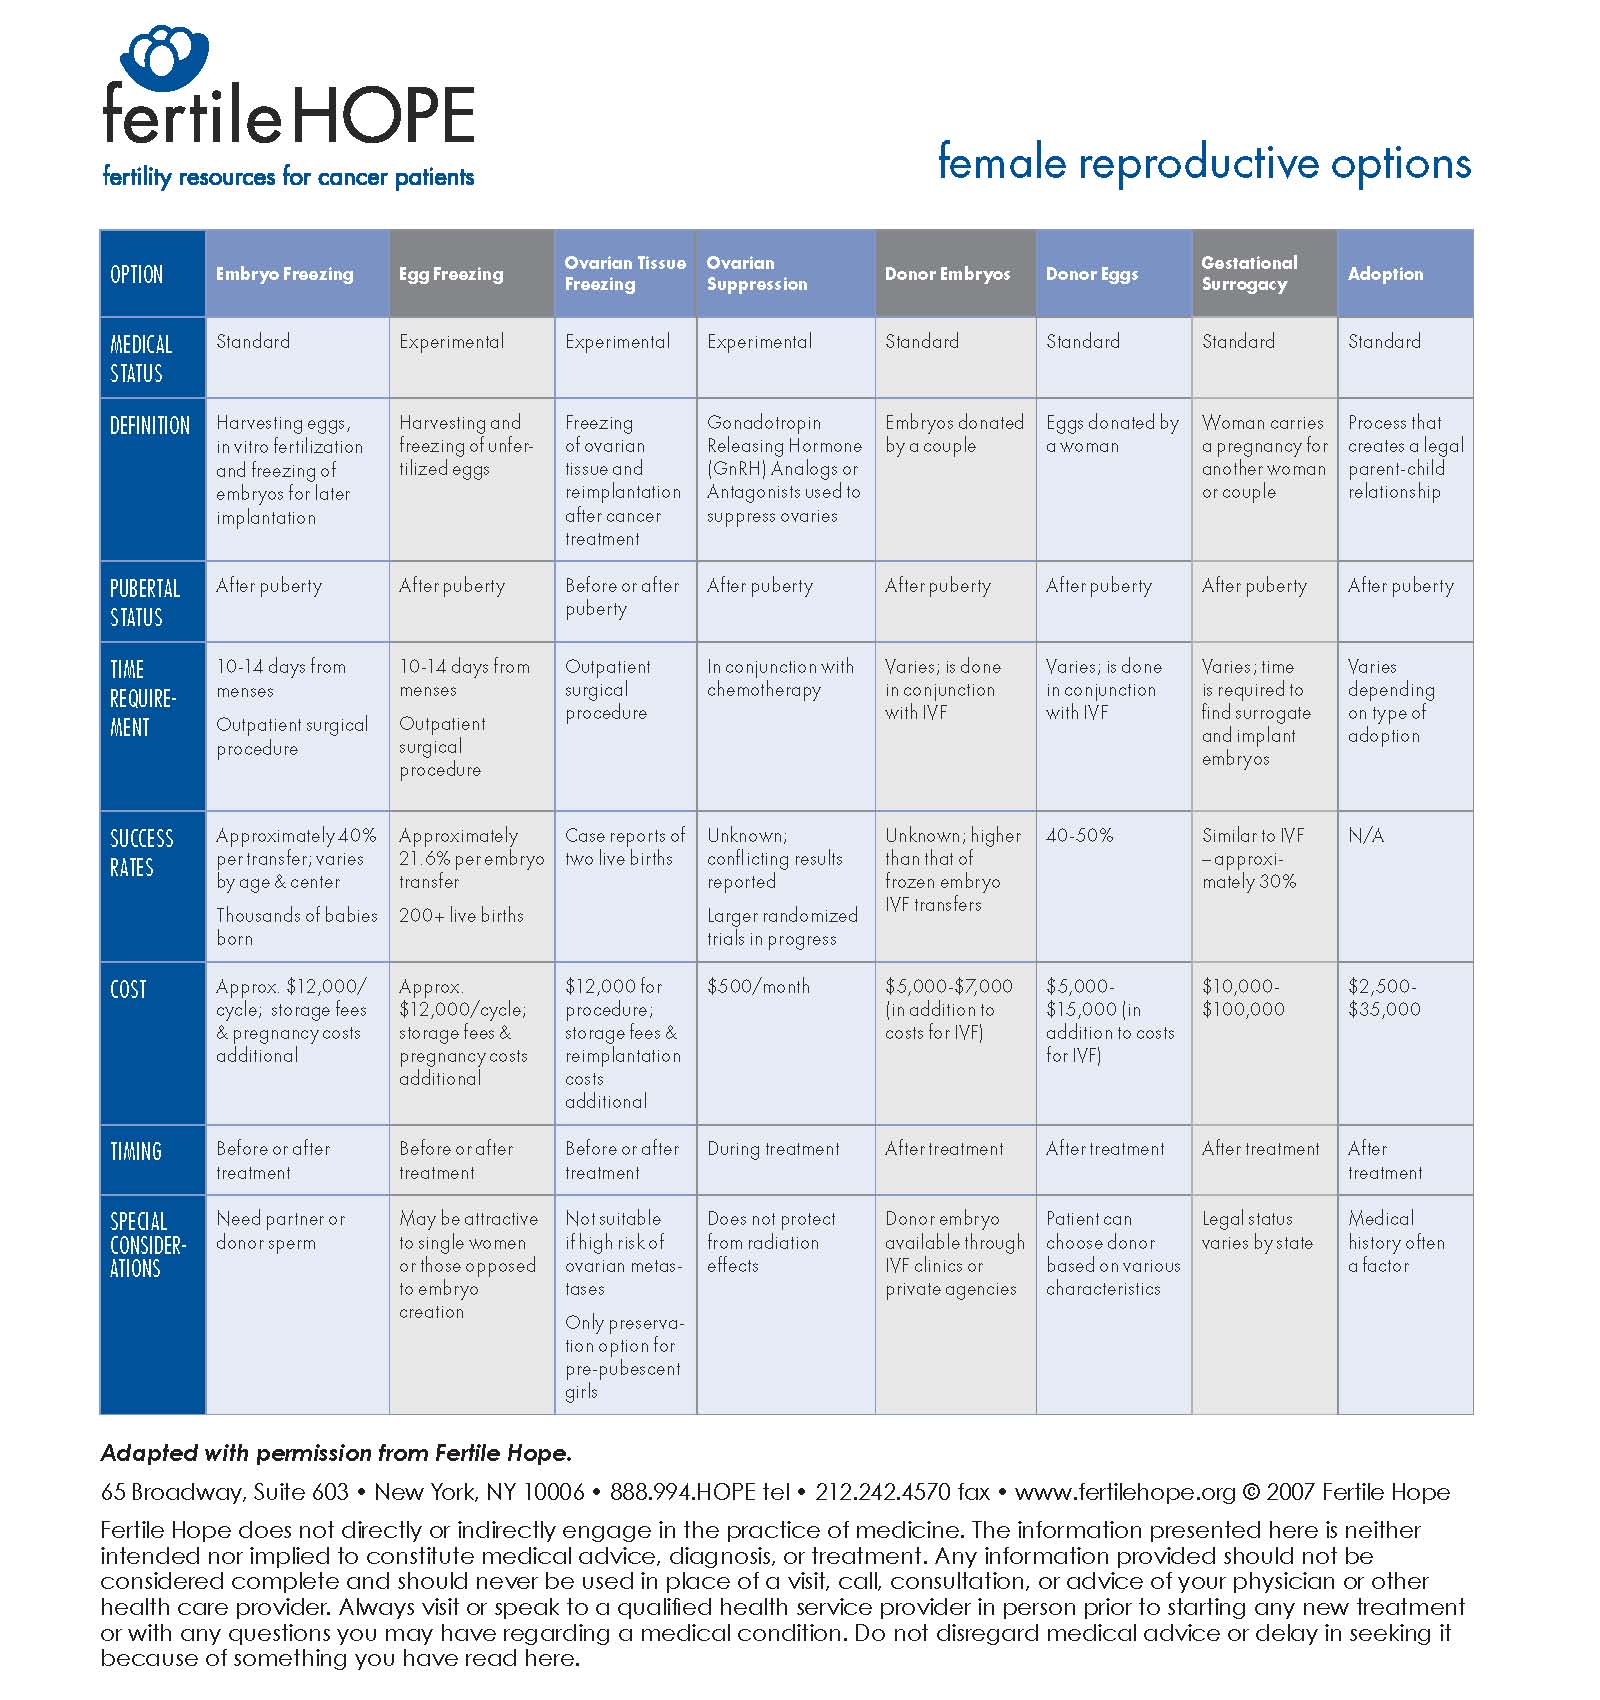 fertileHOPE
fertility resources for cancer patients
female reproductive options
OPTION
Embryo Freezing
Egg Freezing
Ovarian Tissue
Freezing
Ovarian
Suppression
Donor Embryos
Donor Eggs
Gestational
Surrogacy
Adoption
MEDICAL
STATUS
Standard
Experimental
Experimental
Experimental
Standard
Standard
Standard
Standard
DEFINITION
Harvesting eggs,
in vitro fertilization
and freezing of
embryos for later
implantation
Harvesting and
freezing of unfer-
tilized eggs
Freezing
of ovarian
tissue and
reimplantation
after cancer
treatment
Gonadotropin
Releasing Hormone
(GnRH) Analogs or
Antagonists used to
suppress ovaries
Embryos donated
by a couple
Eggs donated by
a woman
Woman carries
a pregnancy for
another woman
or couple
Process that
creates a legal
parent-child
relationship
PUBERTAL
STATUS
After puberty
After puberty
Before or after
puberty
After puberty
After puberty
After puberty
After puberty
After puberty
TIME
REQUIRE-
MENT
10-14 days from
menses
Outpatient surgical
procedure
10-14 days from
menses
Outpatient
surgical
procedure
Outpatient
surgical
procedure
In conjunction with
chemotherapy
Varies; is done
in conjunction
with IVF
Varies; is done
in conjunction
with IVF
Varies; time
is required to
find surrogate
and implant
embryos
Varies
depending
on type of
adoption
SUCCESS
RATES
Approximately 40%
per transfer; varies
by age & center
Thousands of babies
born
Approximately
21.6% per embryo
transfer
200+ live births
Case reports of
two live births
Unknown;
conflicting results
reported
Larger randomized
trials in progress
Unknown; higher
than that of
frozen embryo
IVF transfers
40-50%
Similar to IVF
– approxi-
mately 30%
N/A
COST
Approx. $12,000/
cycle; storage fees
& pregnancy costs
additional
Approx.
$12,000/cycle;
storage fees &
pregnancy costs
additional
$12,000 for
procedure;
storage fees &
reimplantation
costs
additional
$500/month
$5,000-$7,000
(in addition to
costs for IVF)
$5,000-
$15,000 (in
addition to costs
for IVF)
$10,000-
$100,000
$2,500-
$35,000
TIMING
Before or after
treatment
Before or after
treatment
Before or after
treatment
During treatment
After treatment
After treatment
After treatment
After
treatment
SPECIAL
CONSIDER-
ATIONS
Need partner or
donor sperm
May be attractive
to single women
or those opposed
to embryo
creation
Not suitable
if high risk of
ovarian metas-
tases
Only preserva-
tion option for
pre-pubescent
girls
Does not protect
from radiation
effects
Donor embryo
available through
IVF clinics or
private agencies
Patient can
choose donor
based on various
characteristics
Legal status
varies by state
Medical
history often
a factor
Adapted with permission from Fertile Hope.
65 Broadway, Suite 603 • New York, NY 10006 • 888.994.HOPE tel • 212.242.4570 fax • www.fertilehope.org © 2007 Fertile Hope
Fertile Hope does not directly or indirectly engage in the practice of medicine. The information presented here is neither
intended nor implied to constitute medical advice, diagnosis, or treatment. Any information provided should not be
considered complete and should never be used in place of a visit, call, consultation, or advice of your physician or other
health care provider. Always visit or speak to a qualified health service provider in person prior to starting any new treatment
or with any questions you may have regarding a medical condition. Do not disregard medical advice or delay in seeking it
because of something you have read here.